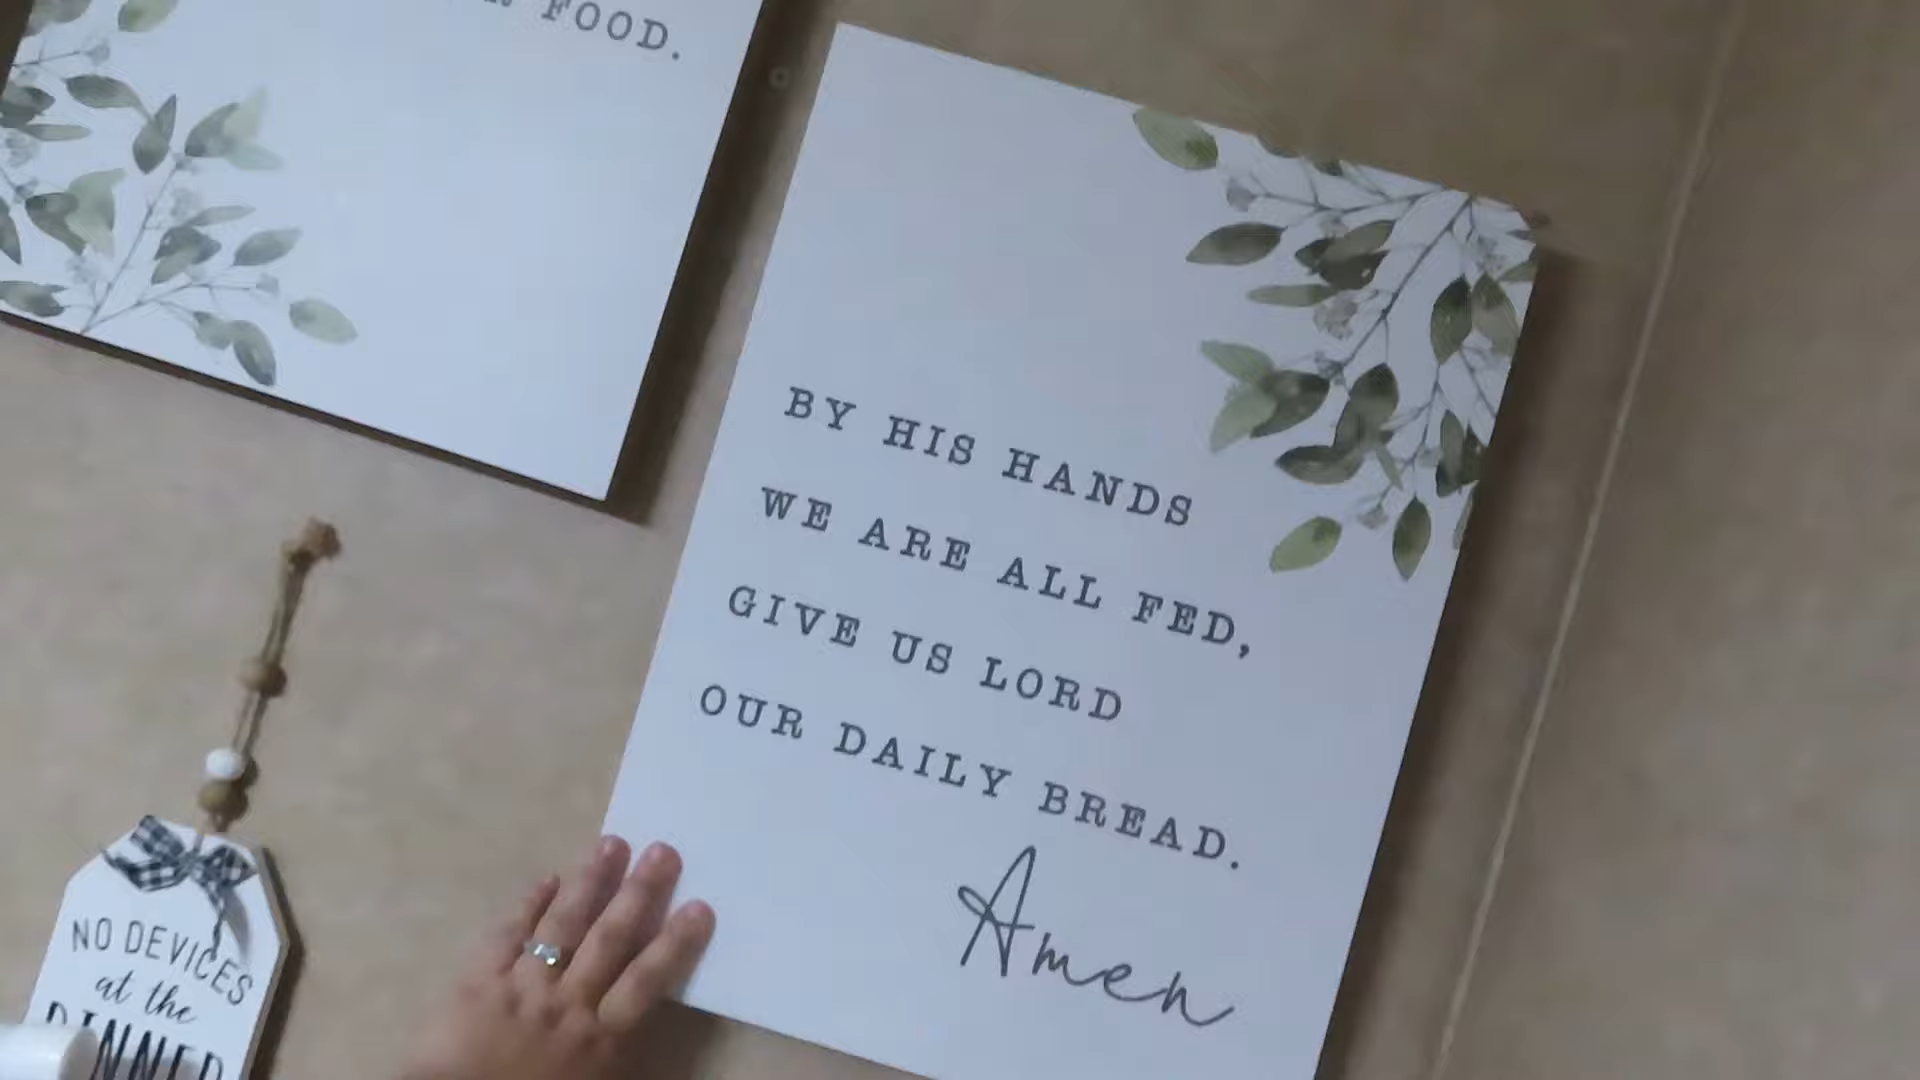 FOOD.
BY HIS HANDS
WE ARE ALL FED,
GIVE US LORD
OUR DAILY BREAD.
Amen
NO DEVICES
at the
DINNER